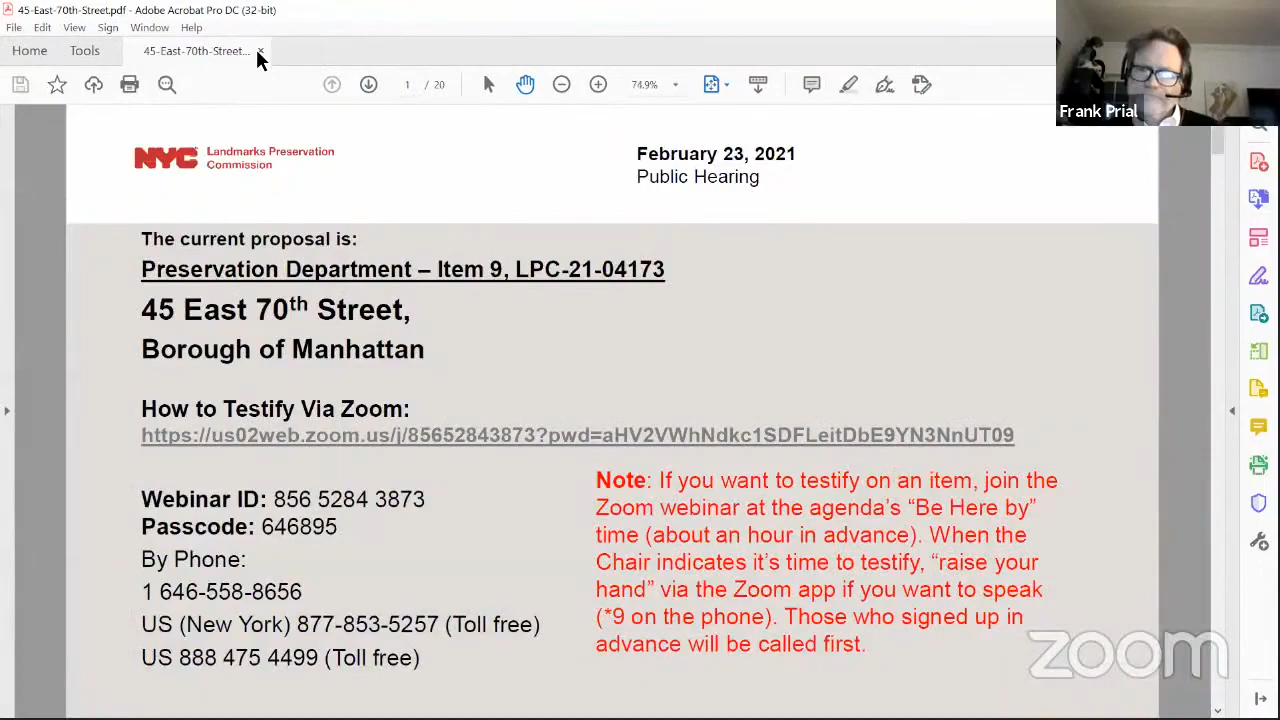 45-East-70th-Street.pdf - Adobe Acrobat Pro DC (32-bit)
File Edit View Sign Window Help
Home Tools 45-East-70th-Street...
1 / 20 74.9%
Frank Prial
NYC Landmarks Preservation
Commission
February 23, 2021
Public Hearing
The current proposal is:
Preservation Department – Item 9, LPC-21-04173
45 East 70th Street,
Borough of Manhattan
How to Testify Via Zoom:
https://us02web.zoom.us/j/85652843873?pwd=aHV2VWhNdkc1SDFLeitDbE9YN3NnUT09
Webinar ID: 856 5284 3873
Passcode: 646895
By Phone:
1 646-558-8656
US (New York) 877-853-5257 (Toll free)
US 888 475 4499 (Toll free)
Note: If you want to testify on an item, join the
Zoom webinar at the agenda’s “Be Here by”
time (about an hour in advance). When the
Chair indicates it’s time to testify, “raise your
hand” via the Zoom app if you want to speak
(*9 on the phone). Those who signed up in
advance will be called first.
zoom